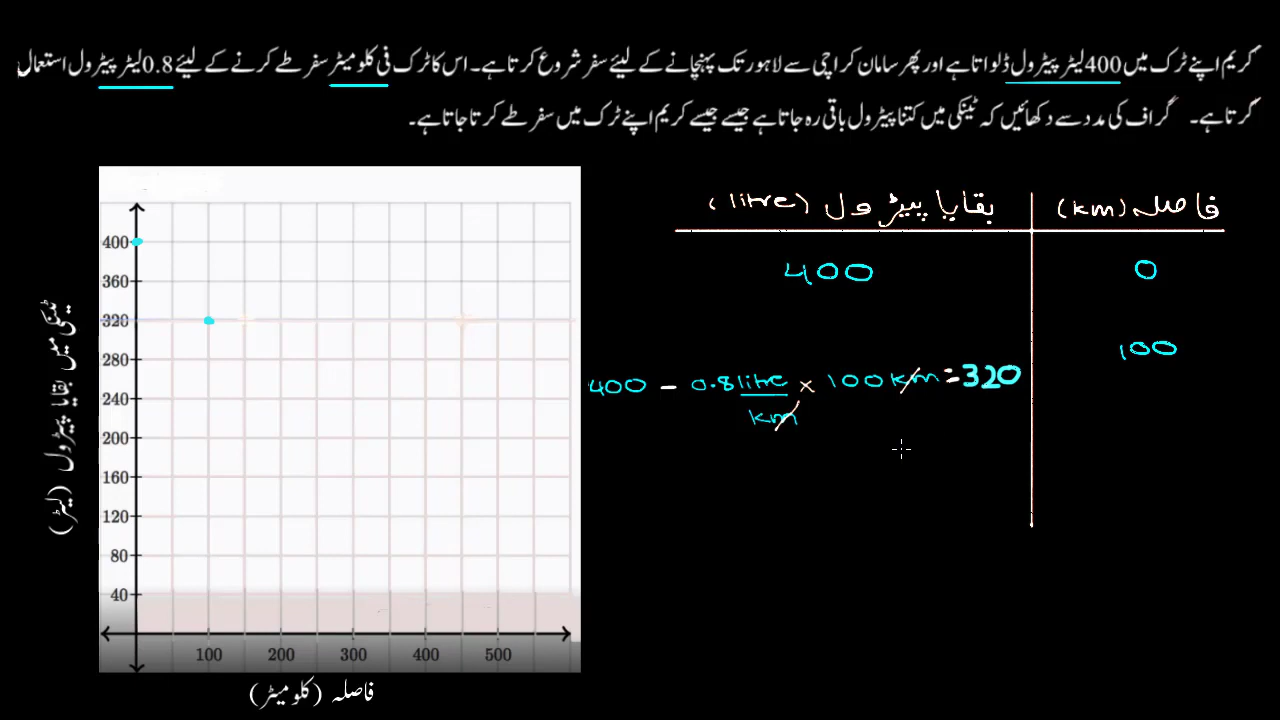 کریم اپنے ٹرک میں 400 لیٹر پیٹرول ڈلواتا ہے اور پھر سامان کراچی سے لاہور تک پہنچانے کے لیئے سفر شروع کرتا ہے۔ اس کا ٹرک فی کلومیٹر سفر طے کرنے کے لیئے 0.8 لیٹر پیٹرول استعمال
کرتا ہے۔ گراف کی مدد سے دکھائیں کہ ٹینکی میں کتنا پیٹرول باقی رہ جاتا ہے جیسے جیسے کریم اپنے ٹرک میں سفر طے کرتا جاتا ہے۔
فاصلہ (km) بقایا پیٹرول (litre)
0 400
100
400 - 0.8 litre/km × 100 km = 320
ٹینکی میں بقایا پیٹرول (لیٹر)
400
360
320
280
240
200
160
120
80
40
100 200 300 400 500
فاصلہ (کلومیٹر)